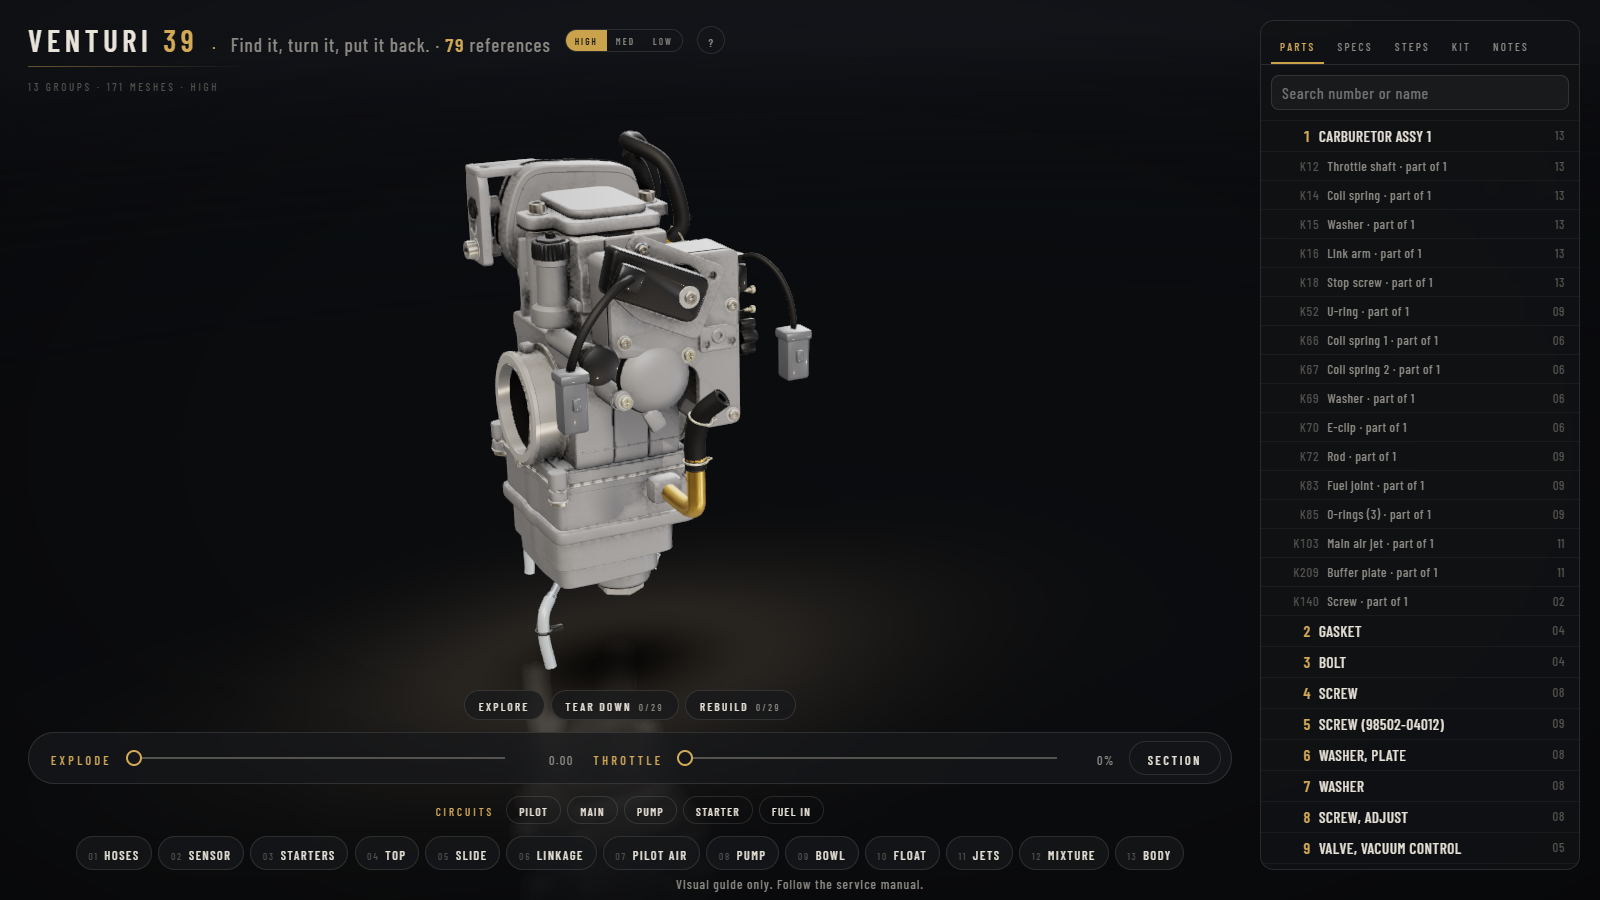 VENTURI 39 · Find it, turn it, put it back. · 79 references HIGH MED LOW ?
13 GROUPS · 171 MESHES · HIGH
PARTS SPECS STEPS KIT NOTES
Search number or name
1 CARBURETOR ASSY 1 13
K12 Throttle shaft · part of 1 13
K14 Coil spring · part of 1 13
K15 Washer · part of 1 13
K16 Link arm · part of 1 13
K18 Stop screw · part of 1 13
K52 U-ring · part of 1 09
K66 Coil spring 1 · part of 1 06
K67 Coil spring 2 · part of 1 06
K69 Washer · part of 1 06
K70 E-clip · part of 1 06
K72 Rod · part of 1 09
K83 Fuel joint · part of 1 09
K85 O-rings (3) · part of 1 09
K103 Main air jet · part of 1 11
K209 Buffer plate · part of 1 11
K140 Screw · part of 1 02
2 GASKET 04
3 BOLT 04
4 SCREW 08
5 SCREW (98502-04012) 09
6 WASHER, PLATE 08
7 WASHER 08
8 SCREW, ADJUST 08
9 VALVE, VACUUM CONTROL 05
EXPLORE TEAR DOWN 0/29 REBUILD 0/29
EXPLODE 0.00 THROTTLE 0% SECTION
CIRCUITS PILOT MAIN PUMP STARTER FUEL IN
01 HOSES 02 SENSOR 03 STARTERS 04 TOP 05 SLIDE 06 LINKAGE 07 PILOT AIR 08 PUMP 09 BOWL 10 FLOAT 11 JETS 12 MIXTURE 13 BODY
Visual guide only. Follow the service manual.